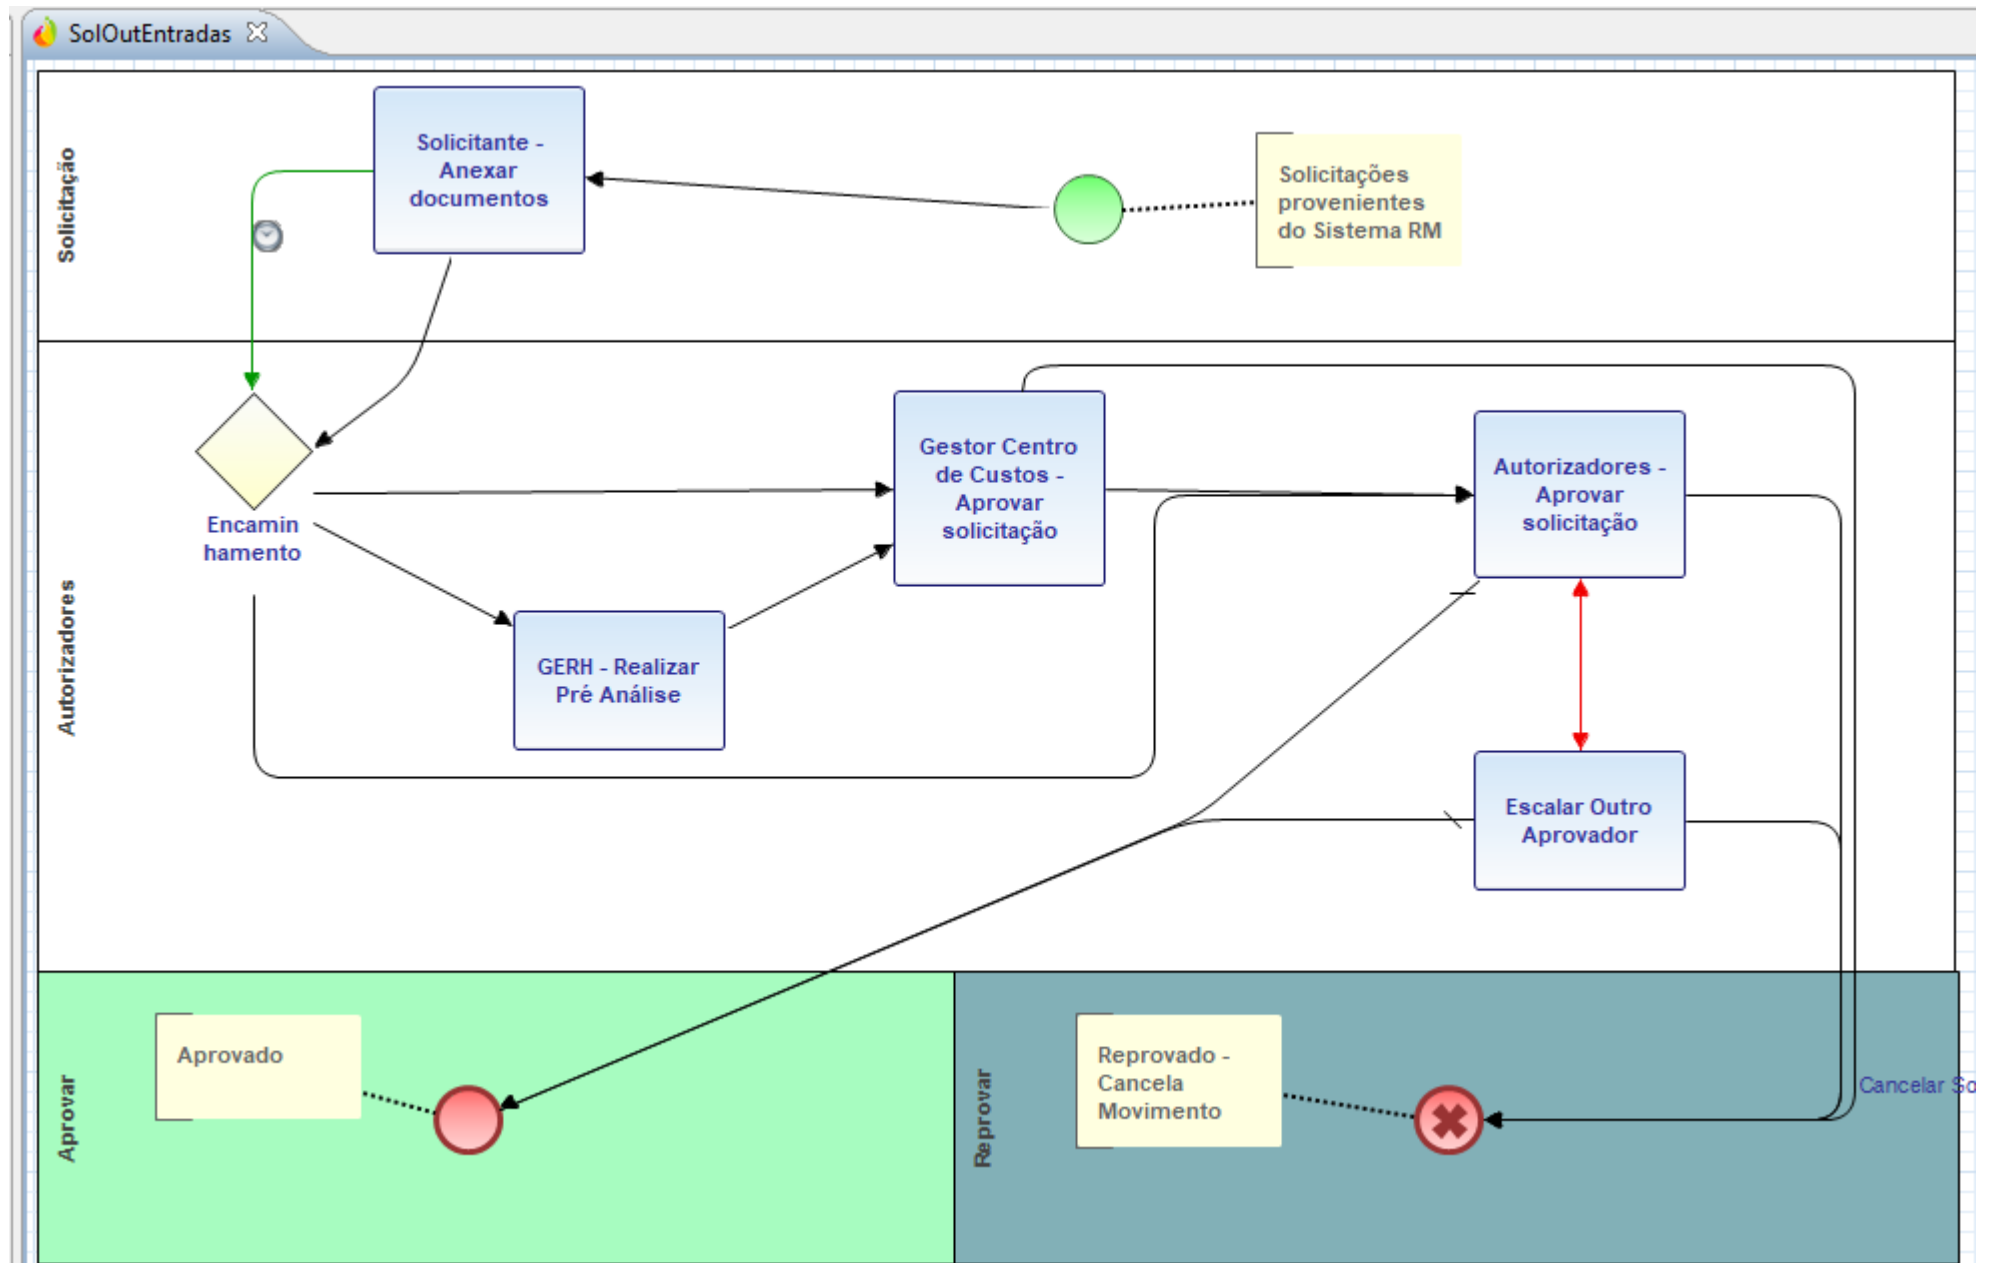 SolOutEntradas
Solicitação
Solicitante -
Anexar
documentos
Solicitações
provenientes
do Sistema RM
Autorizadores
Encamin
hamento
Gestor Centro
de Custos -
Aprovar
solicitação
Autorizadores -
Aprovar
solicitação
GERH - Realizar
Pré Análise
Escalar Outro
Aprovador
Aprovar
Aprovado
Reprovar
Reprovado -
Cancela
Movimento
Cancelar So